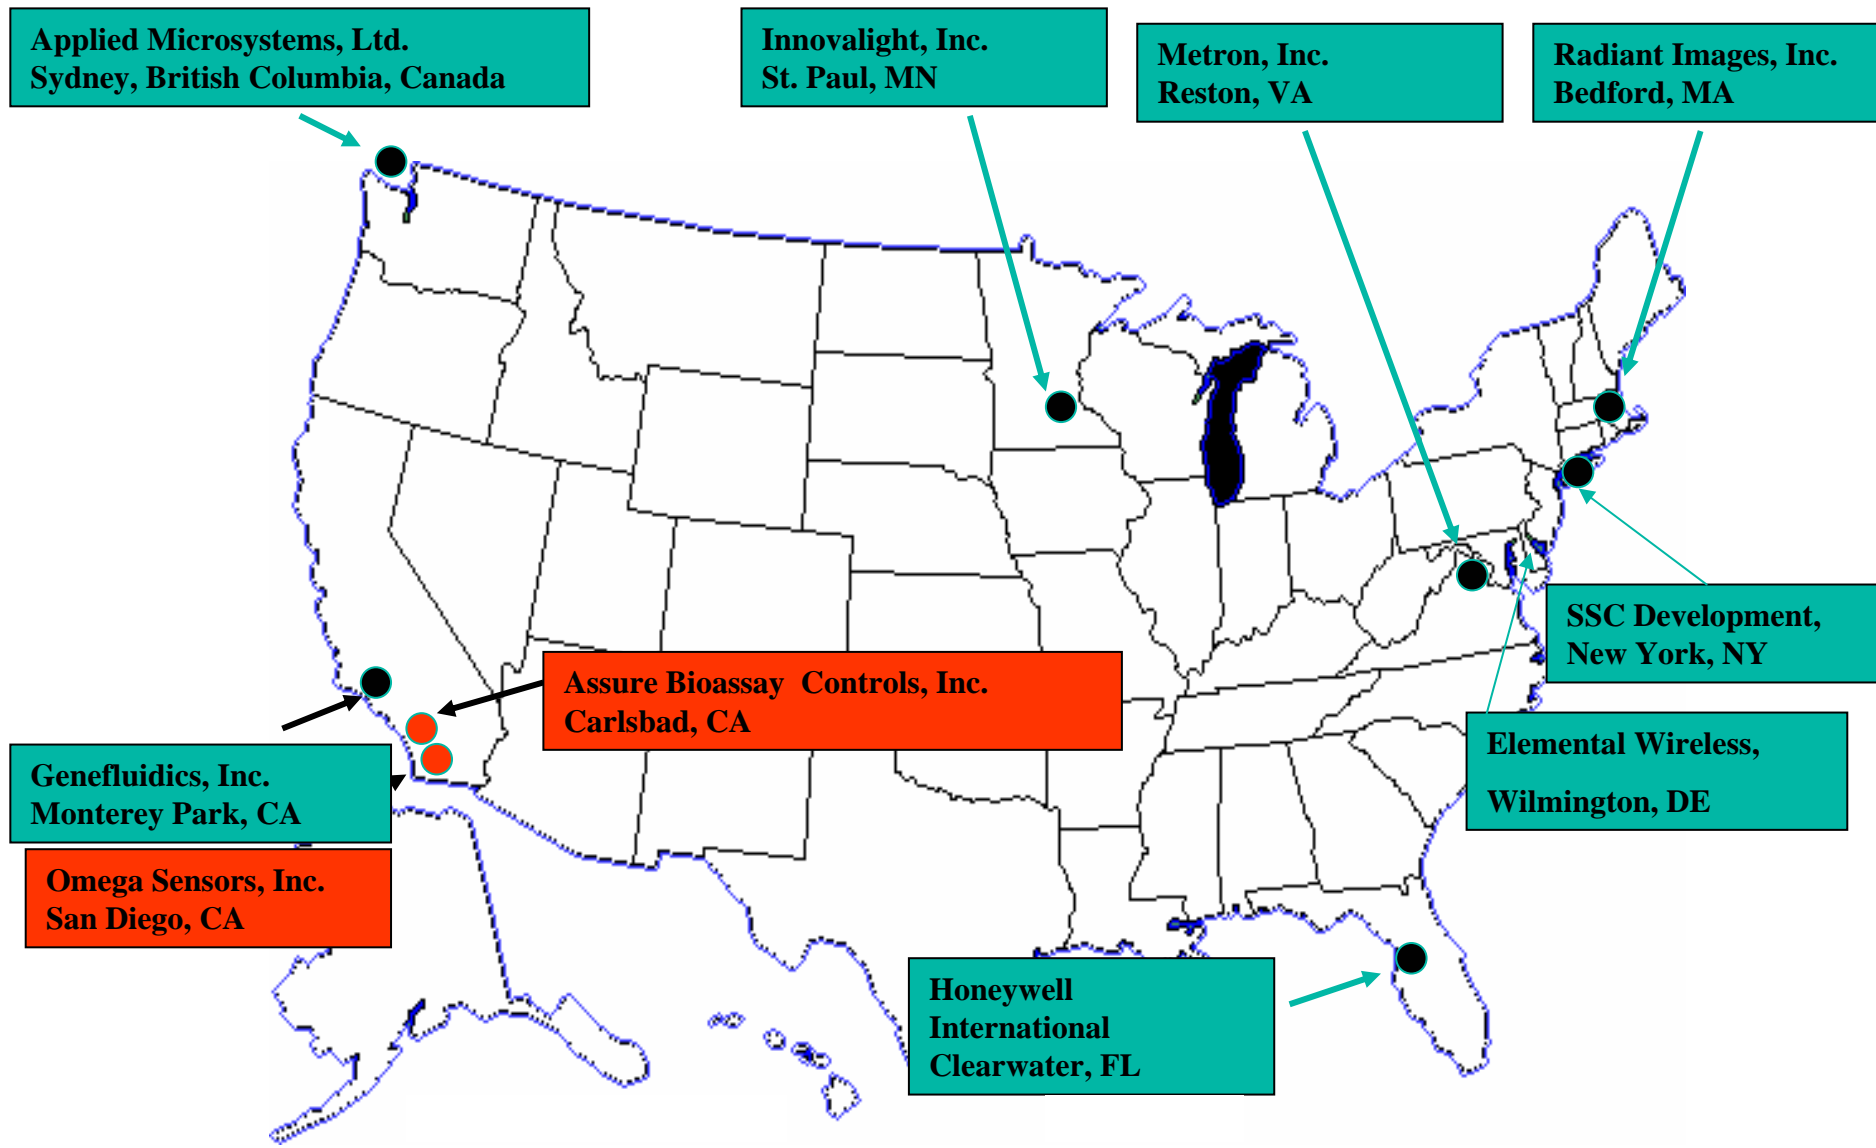 Applied Microsystems, Ltd.
Sydney, British Columbia, Canada
Innovalight, Inc.
St. Paul, MN
Metron, Inc.
Reston, VA
Radiant Images, Inc.
Bedford, MA
SSC Development,
New York, NY
Assure Bioassay  Controls, Inc.
Carlsbad, CA
Elemental Wireless,
Wilmington, DE
Genefluidics, Inc.
Monterey Park, CA
Omega Sensors, Inc.
San Diego, CA
Honeywell
International
Clearwater, FL